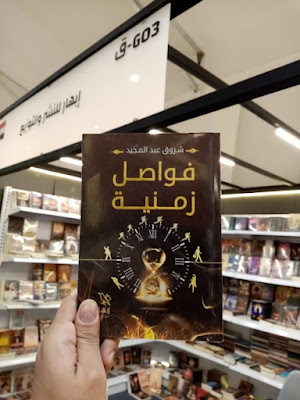 ق-G03
إبهار للنشر والتوزيع
شروق عبد المجيد
فواصل
زمنية